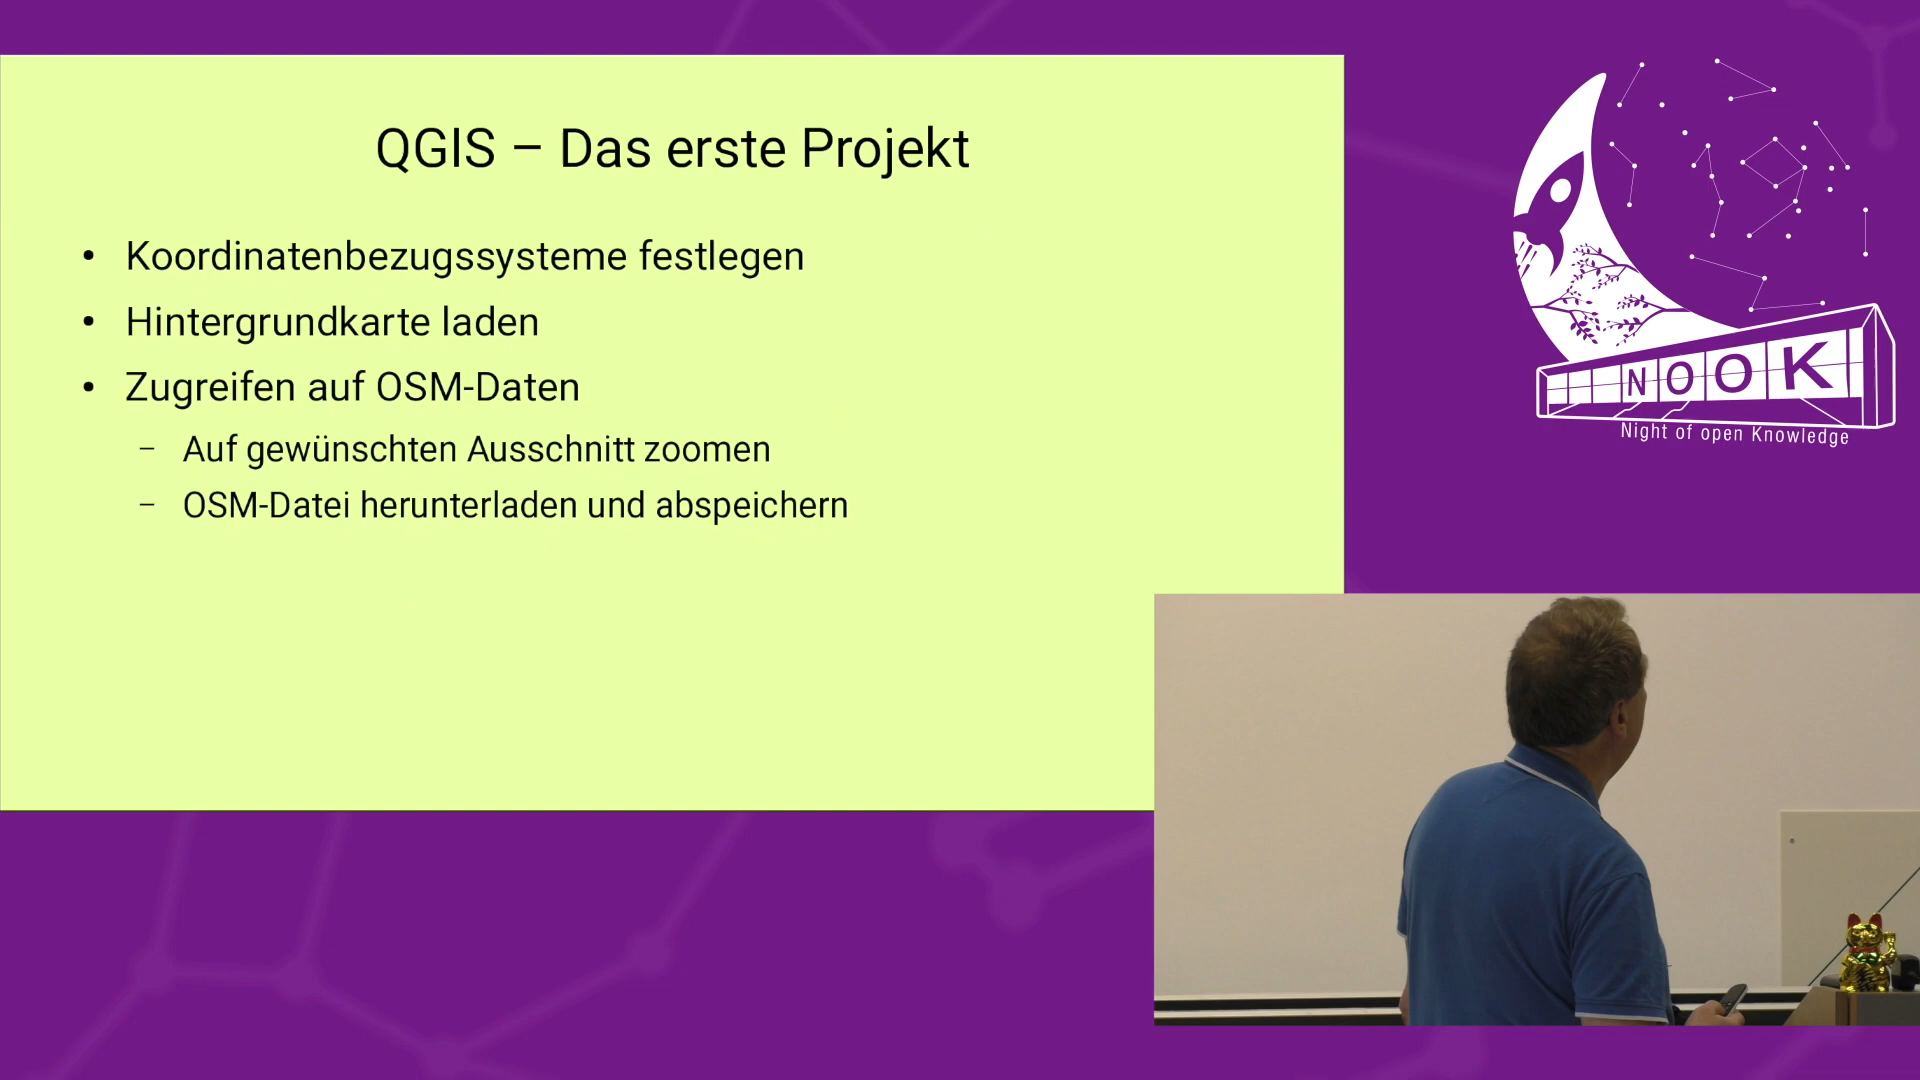 QGIS – Das erste Projekt
• Koordinatenbezugssysteme festlegen
• Hintergrundkarte laden
• Zugreifen auf OSM-Daten
– Auf gewünschten Ausschnitt zoomen
– OSM-Datei herunterladen und abspeichern
NOOK
Night of open Knowledge